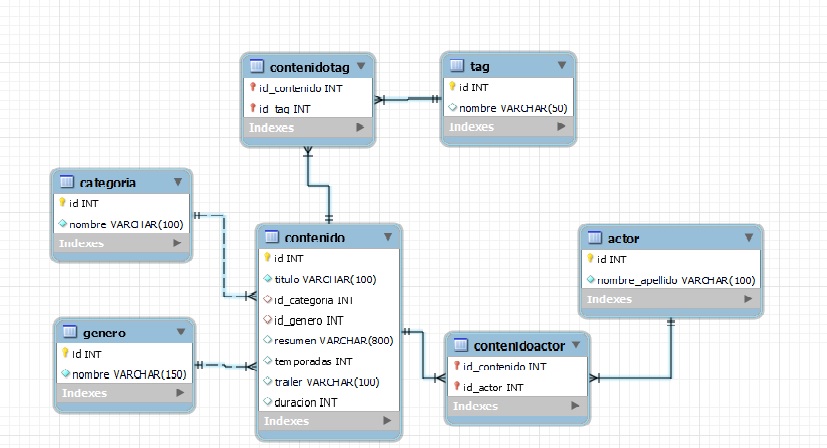 contenidotag
id_contenido INT
id_tag INT
Indexes
tag
id INT
nombre VARCHAR(50)
Indexes
categoria
id INT
nombre VARCHAR(100)
Indexes
contenido
id INT
titulo VARCHAR(100)
id_categoria INT
id_genero INT
resumen VARCHAR(800)
temporadas INT
trailer VARCHAR(100)
duracion INT
Indexes
actor
id INT
nombre_apellido VARCHAR(100)
Indexes
genero
id INT
nombre VARCHAR(150)
Indexes
contenidoactor
id_contenido INT
id_actor INT
Indexes